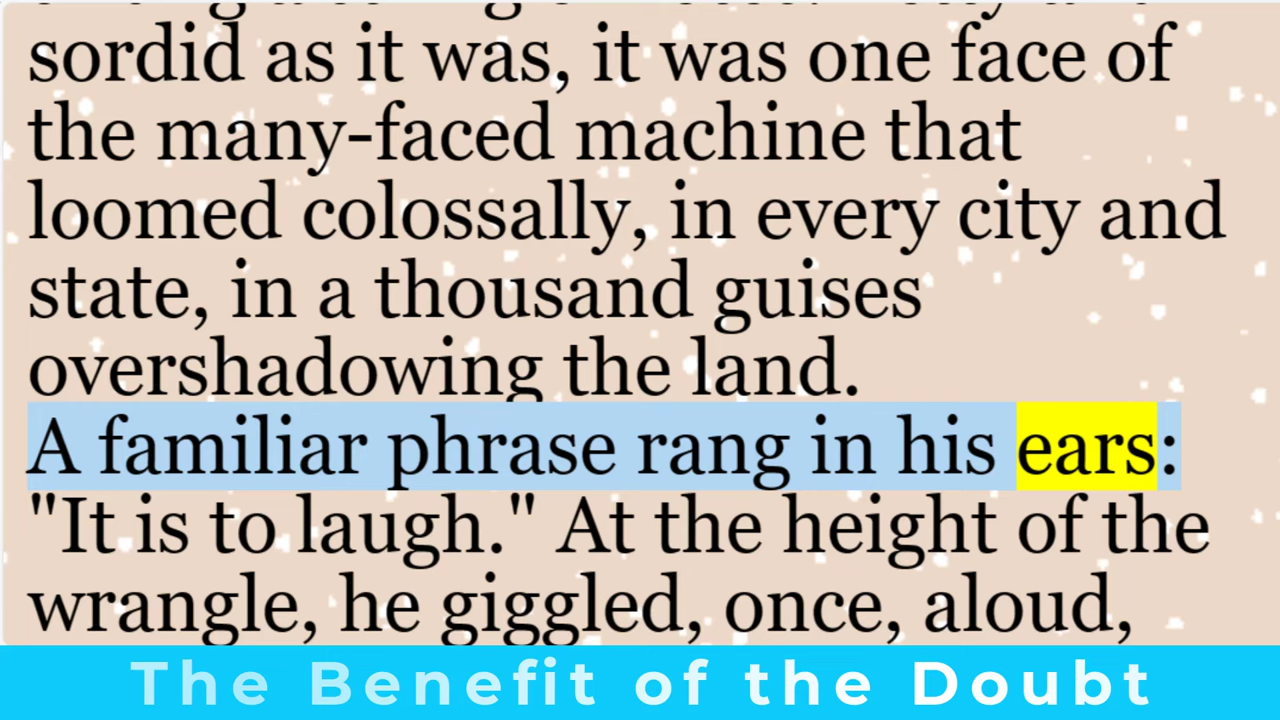 sordid as it was, it was one face of
the many-faced machine that
loomed colossally, in every city and
state, in a thousand guises
overshadowing the land.
A familiar phrase rang in his ears:
"It is to laugh." At the height of the
wrangle, he giggled, once, aloud,
The Benefit of the Doubt